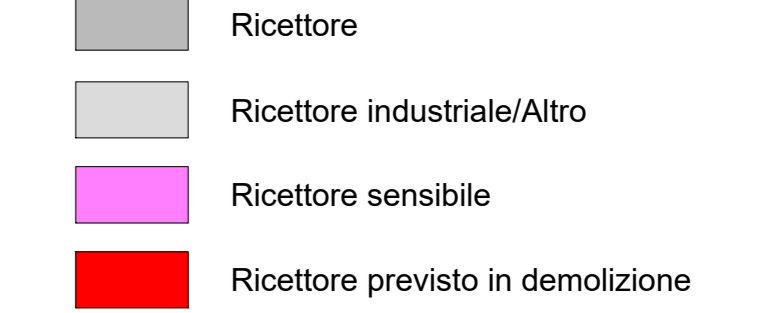 Ricettore
Ricettore industriale/Altro
Ricettore sensibile
Ricettore previsto in demolizione